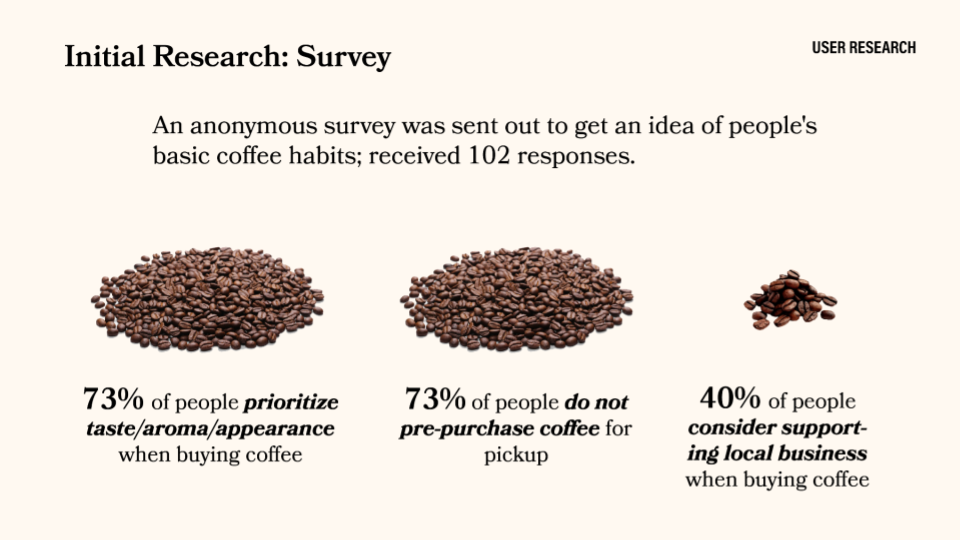 Initial Research: Survey
USER RESEARCH
An anonymous survey was sent out to get an idea of people's
basic coffee habits; received 102 responses.
73% of people prioritize
taste/aroma/appearance
when buying coffee
73% of people do not
pre-purchase coffee for
pickup
40% of people
consider support-
ing local business
when buying coffee